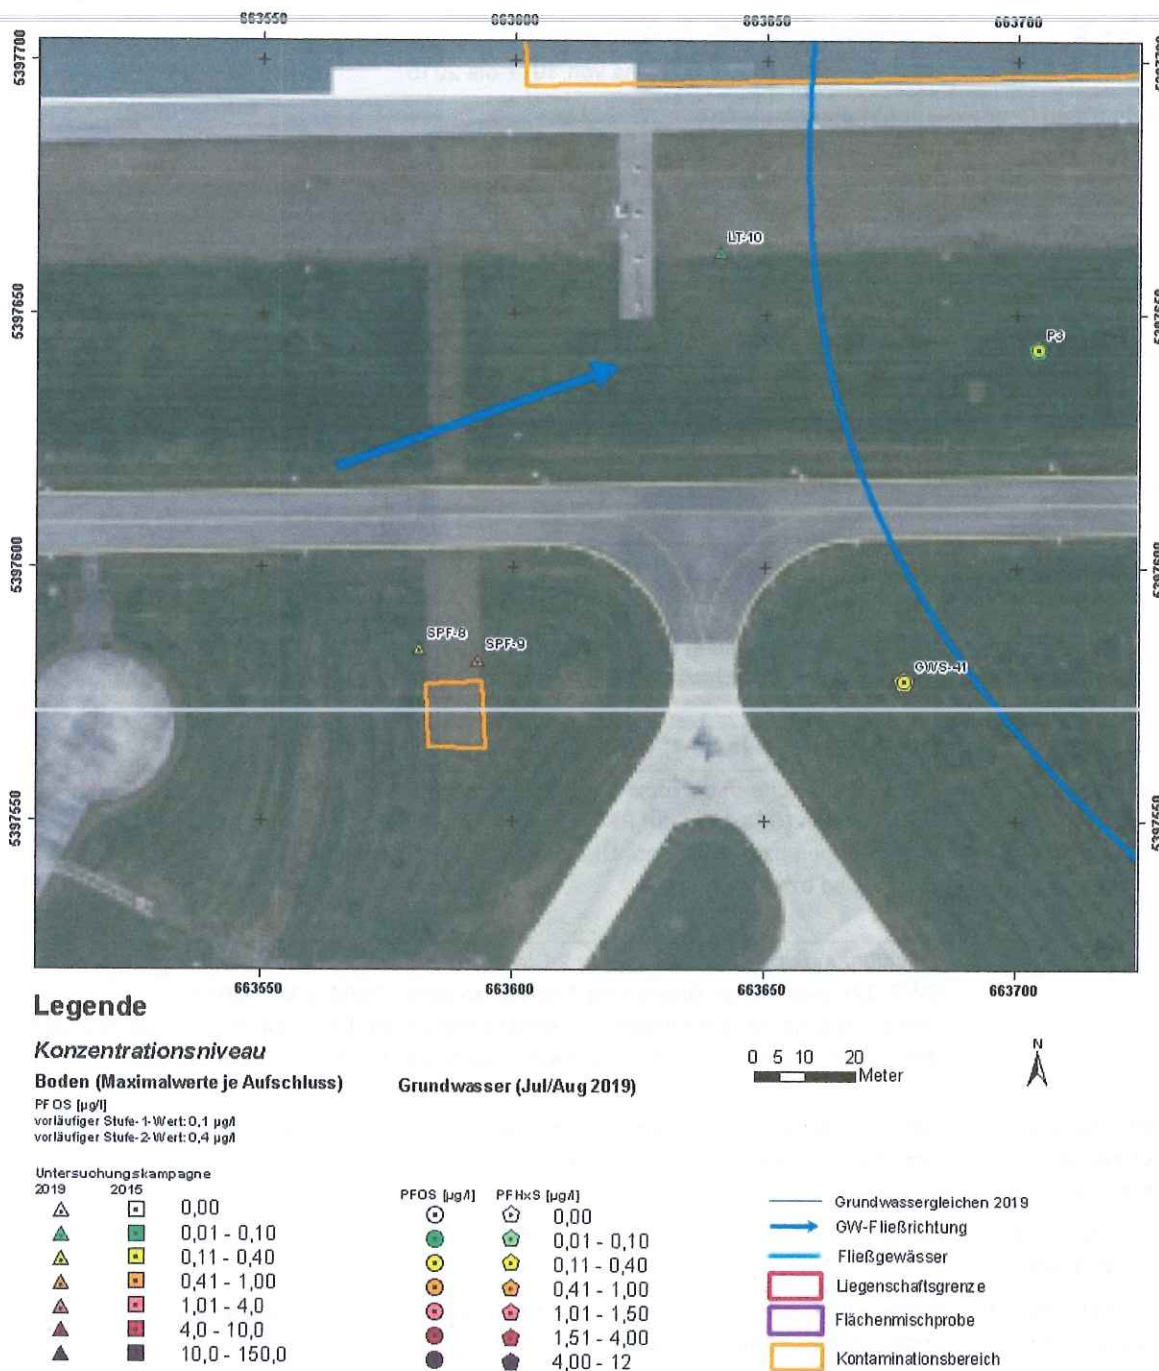 663550 663600 663650 663700
5397700
5397650
5397600
5397550
LT-10
P3
SPF-8
SPF-9
GWS-41
5397650
5397600
5397550
663550 663600 663650 663700
Legende
Konzentrationsniveau
Boden (Maximalwerte je Aufschluss)
PFOS [µg/l]
vorläufiger Stufe-1-Wert: 0,1 µg/l
vorläufiger Stufe-2-Wert: 0,4 µg/l
Untersuchungskampagne
2019 2015
0,00
0,01 - 0,10
0,11 - 0,40
0,41 - 1,00
1,01 - 4,0
4,0 - 10,0
10,0 - 150,0
Grundwasser (Jul/Aug 2019)
PFOS [µg/l] PFHxS [µg/l]
0,00
0,01 - 0,10
0,11 - 0,40
0,41 - 1,00
1,01 - 1,50
1,51 - 4,00
4,00 - 12
0 5 10 20
Meter
N
Grundwassergleichen 2019
GW-Fließrichtung
Fließgewässer
Liegenschaftsgrenze
Flächenmischprobe
Kontaminationsbereich